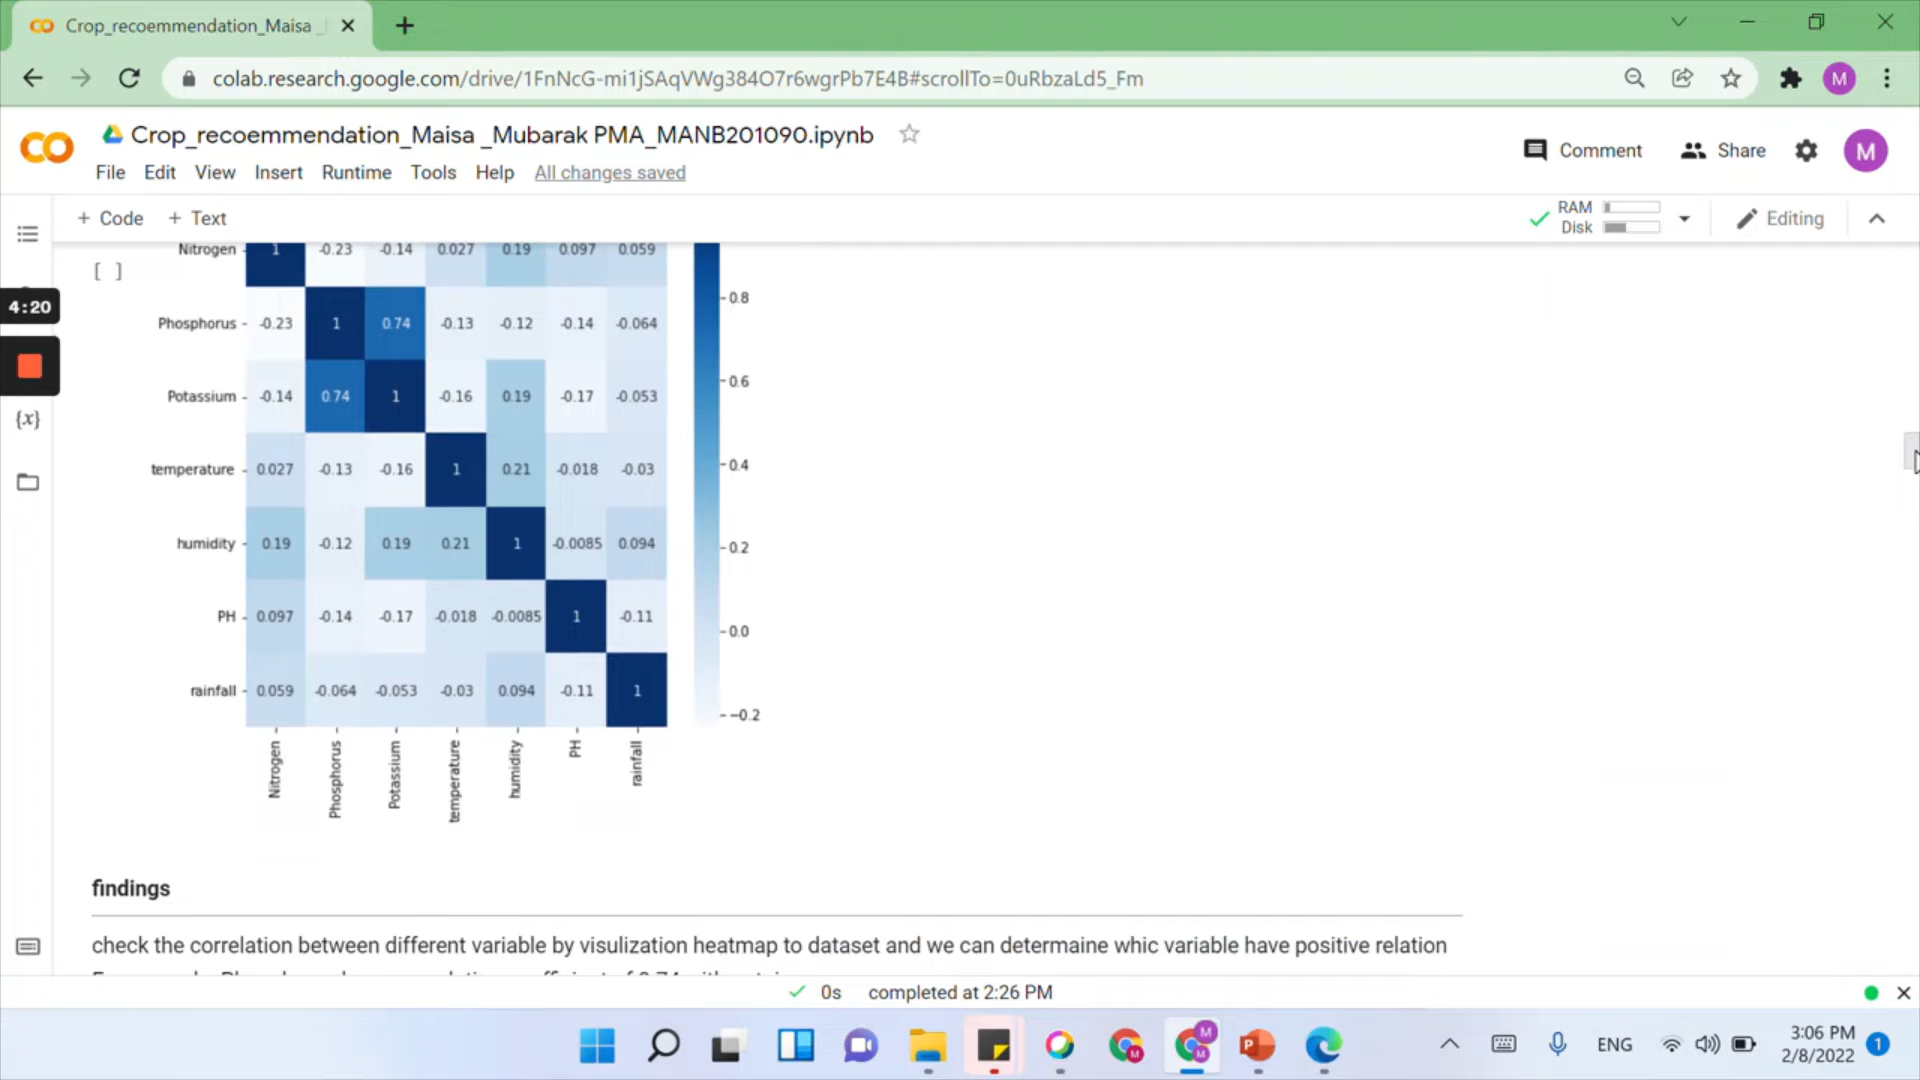 Crop_recoemmendation_Maisa _
colab.research.google.com/drive/1FnNcG-mi1jSAqVWg384O7r6wgrPb7E4B#scrollTo=0uRbzaLd5_Fm
M
Crop_recoemmendation_Maisa _Mubarak PMA_MANB201090.ipynb
Comment
Share
M
File Edit View Insert Runtime Tools Help All changes saved
+ Code + Text
RAM
Disk
Editing
[ ]
4:20
{x}
Nitrogen 1 -0.23 -0.14 0.027 0.19 0.097 0.059
Phosphorus -0.23 1 0.74 -0.13 -0.12 -0.14 -0.064
Potassium -0.14 0.74 1 -0.16 0.19 -0.17 -0.053
temperature 0.027 -0.13 -0.16 1 0.21 -0.018 -0.03
humidity 0.19 -0.12 0.19 0.21 1 -0.0085 0.094
PH 0.097 -0.14 -0.17 -0.018 -0.0085 1 -0.11
rainfall 0.059 -0.064 -0.053 -0.03 0.094 -0.11 1
Nitrogen Phosphorus Potassium temperature humidity PH rainfall
0.8
0.6
0.4
0.2
0.0
−0.2
findings
check the correlation between different variable by visulization heatmap to dataset and we can determaine whic variable have positive relation
0s completed at 2:26 PM
M
M
M
P
ENG
3:06 PM
2/8/2022
1